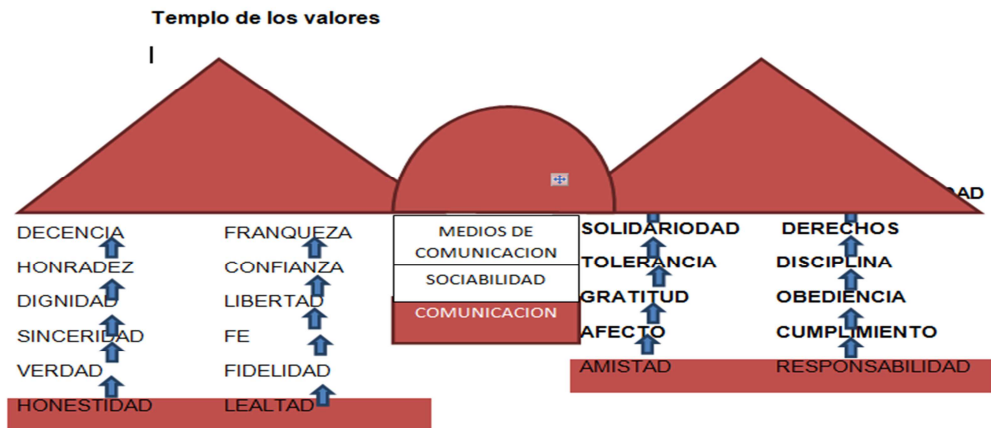 Templo de los valores
DAD
DECENCIA
HONRADEZ
DIGNIDAD
SINCERIDAD
VERDAD
HONESTIDAD
FRANQUEZA
CONFIANZA
LIBERTAD
FE
FIDELIDAD
LEALTAD
MEDIOS DE
COMUNICACION
SOCIABILIDAD
COMUNICACION
SOLIDARIODAD
TOLERANCIA
GRATITUD
AFECTO
AMISTAD
DERECHOS
DISCIPLINA
OBEDIENCIA
CUMPLIMIENTO
RESPONSABILIDAD